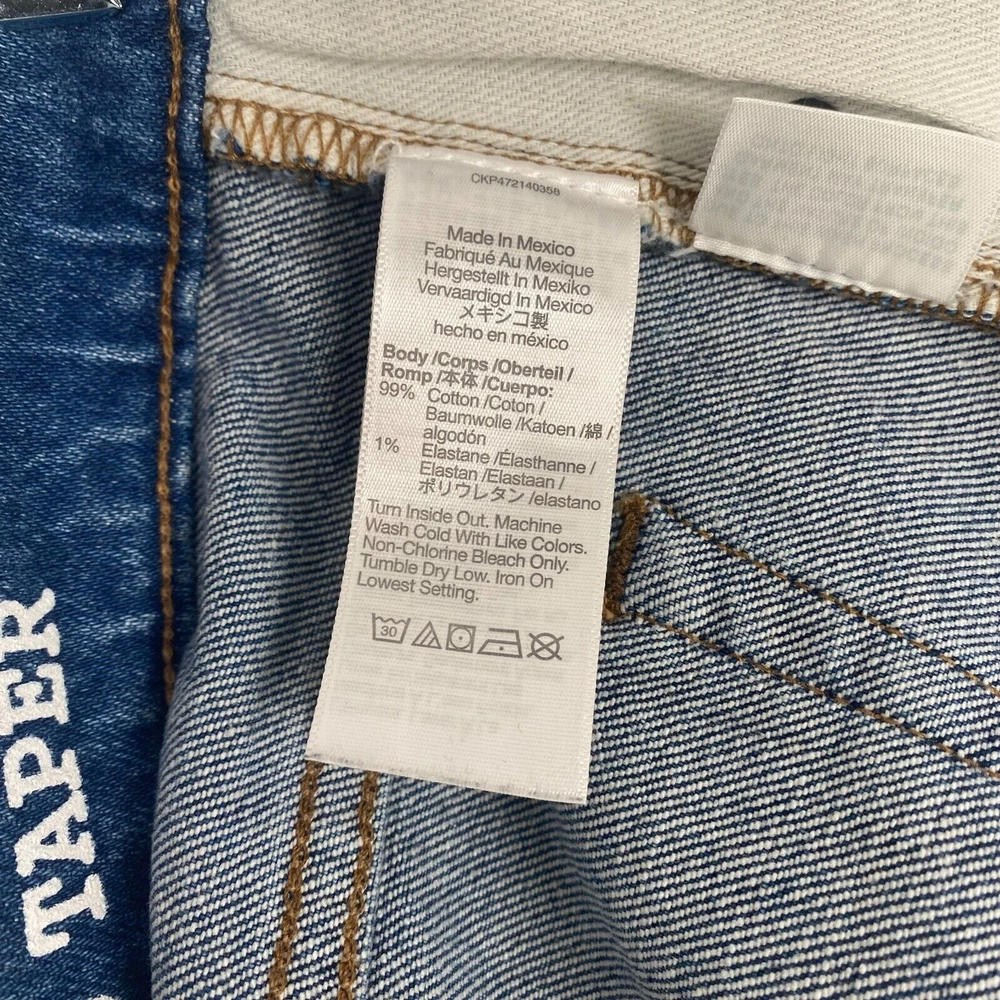 CKP472140358
Made In Mexico
Fabriqué Au Mexique
Hergestellt In Mexiko
Vervaardigd In Mexico
メキシコ製
hecho en méxico
Body /Corps /Oberteil /
Romp /本体 /Cuerpo:
99% Cotton /Coton /
Baumwolle /Katoen /綿 /
algodón
1% Elastane /Élasthanne /
Elastan /Elastaan /
ポリウレタン /elastano
Turn Inside Out. Machine
Wash Cold With Like Colors.
Non-Chlorine Bleach Only.
Tumble Dry Low. Iron On
Lowest Setting.
30
TAPER